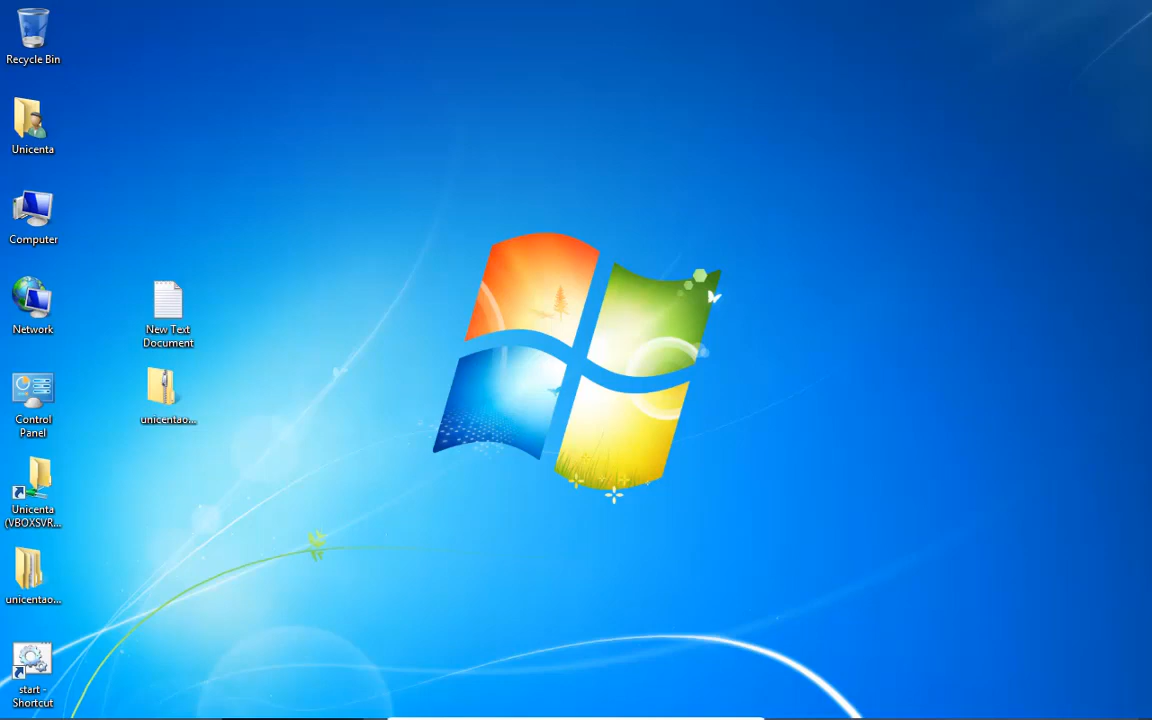 Recycle Bin
Unicenta
Computer
Network
Control
Panel
Unicenta
(VBOXSVR...
unicentao...
start -
Shortcut
New Text
Document
unicentao...